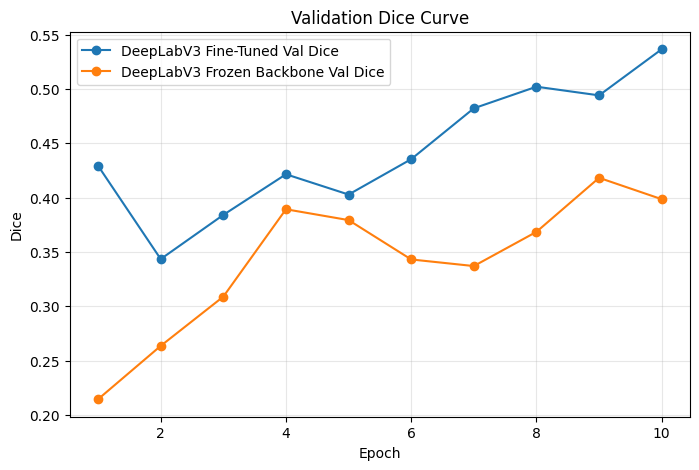 Validation Dice Curve
DeepLabV3 Fine-Tuned Val Dice
DeepLabV3 Frozen Backbone Val Dice
0.55
0.50
0.45
0.40
0.35
0.30
0.25
0.20
Dice
2 4 6 8 10
Epoch